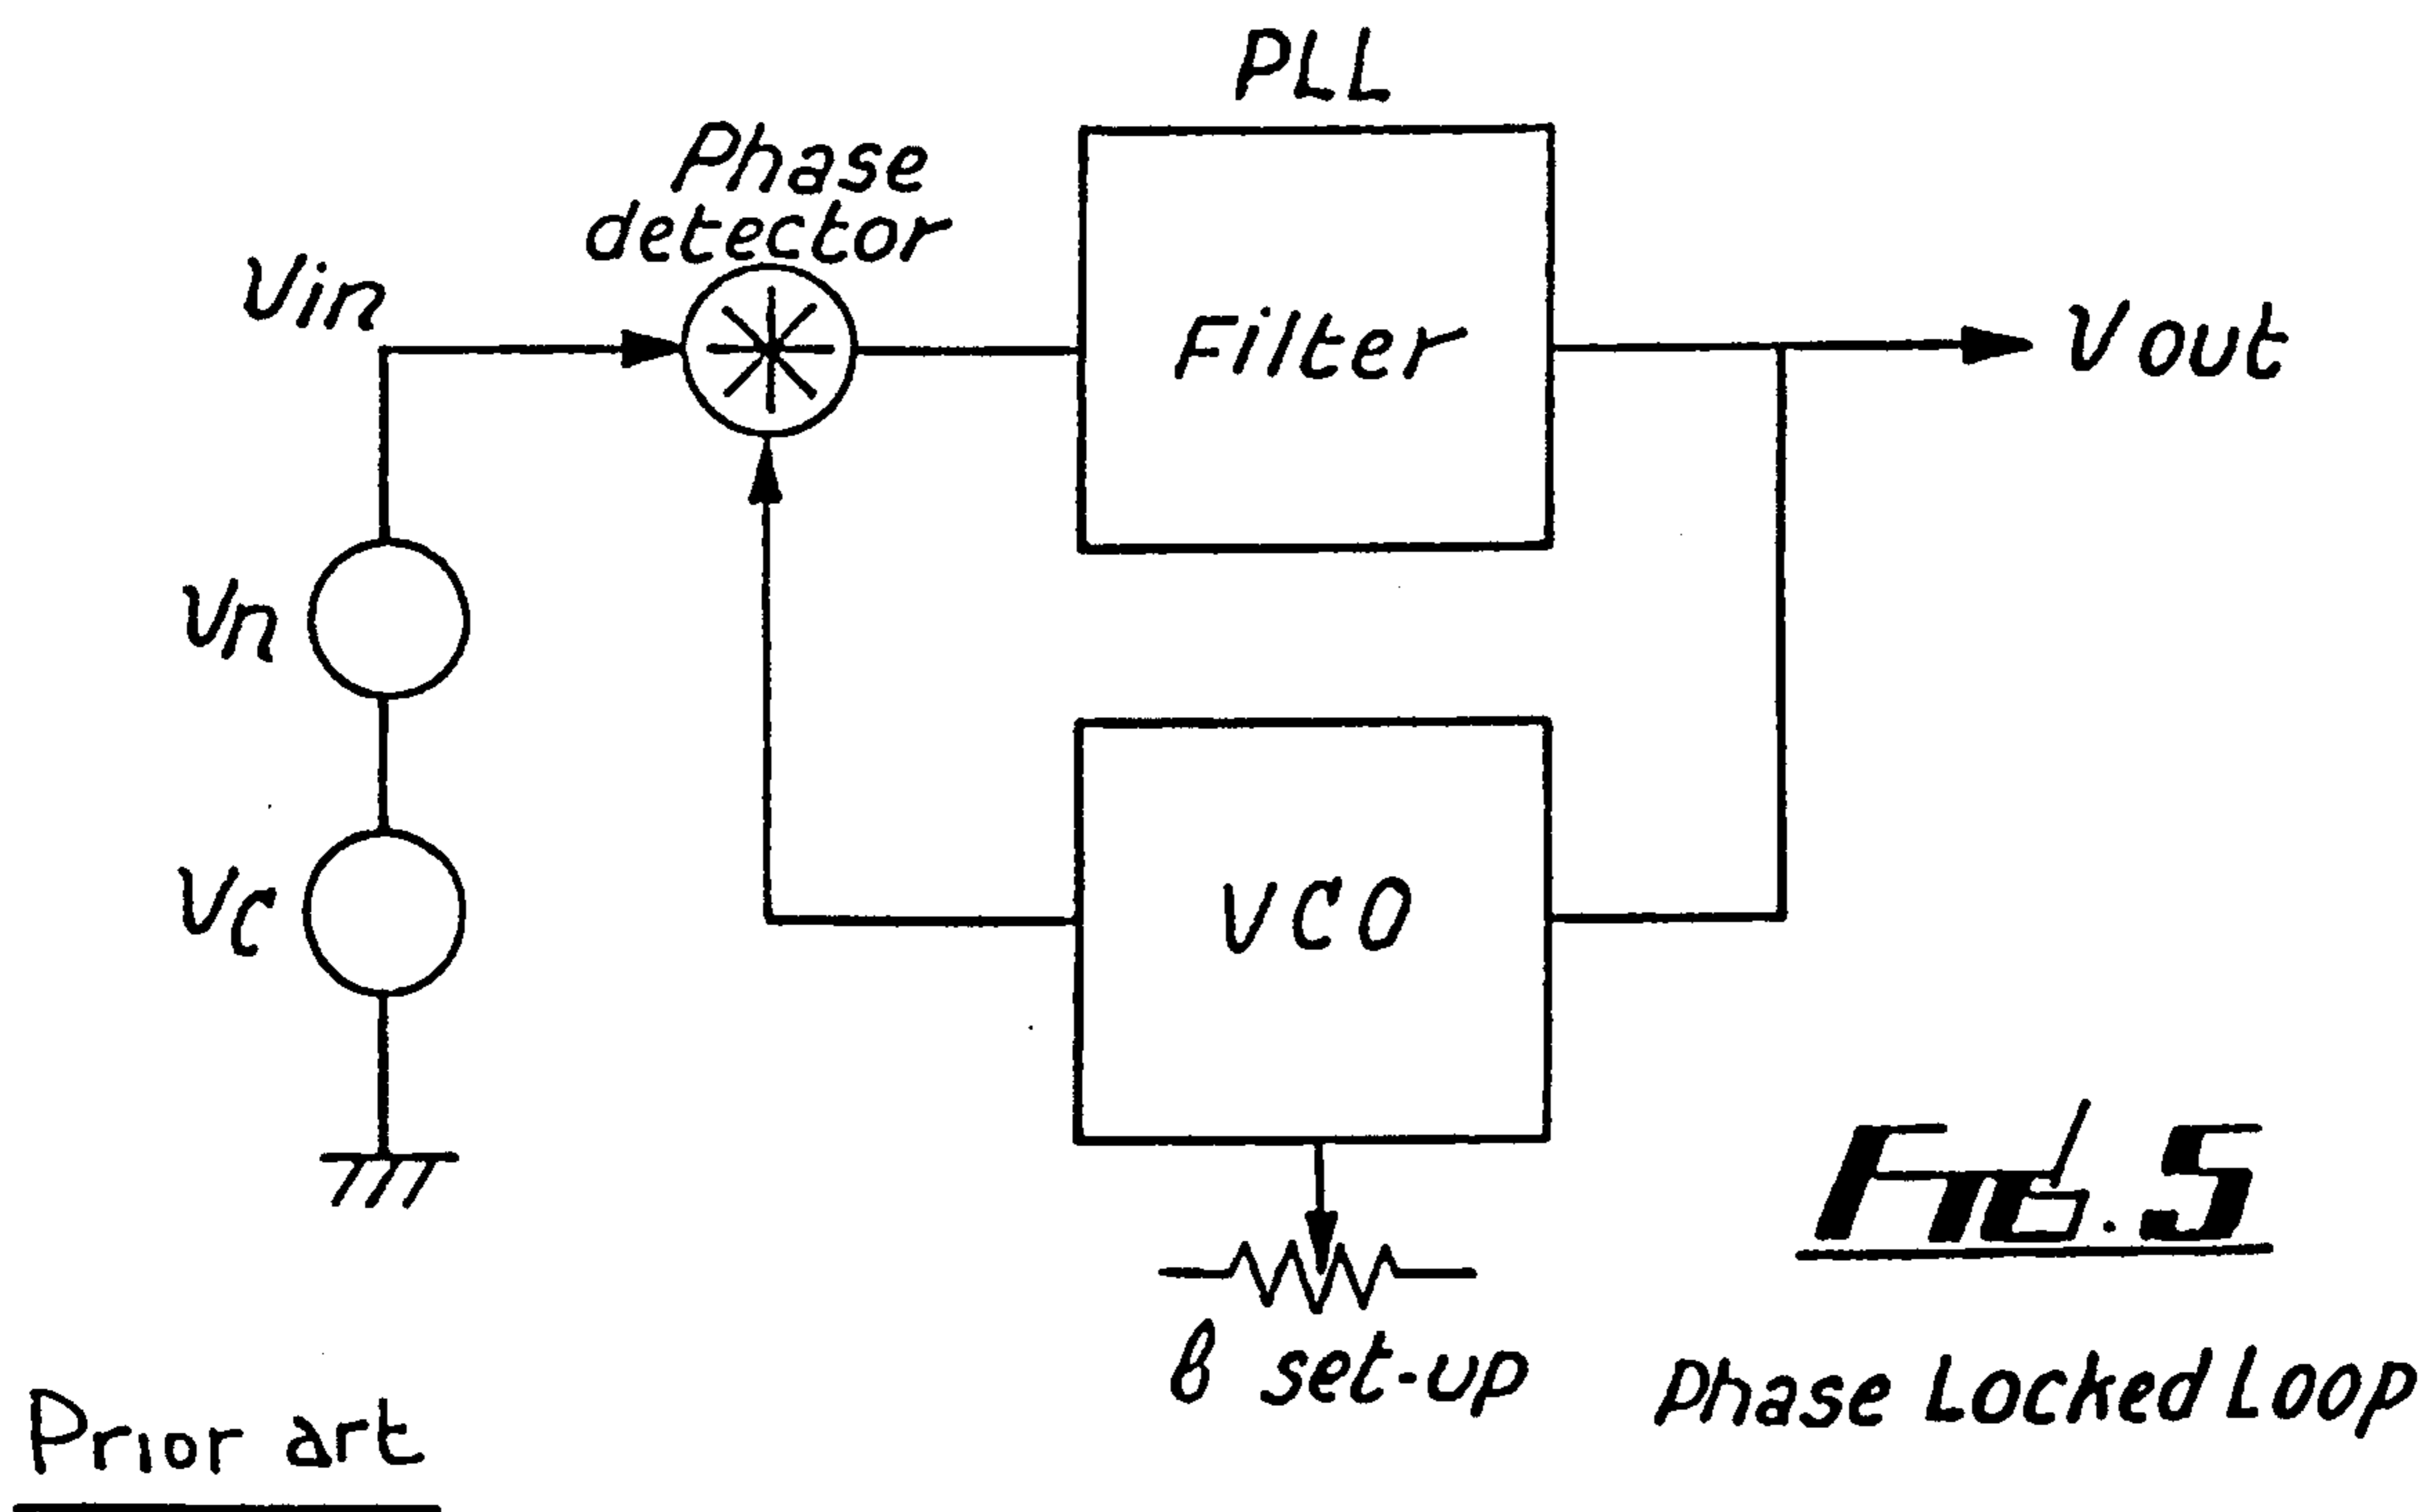 PLL
Phase
detector
Vin
Filter
Vout
Vn
Vc
VCO
FIG. 5
β set-up
Phase Locked Loop
Prior art